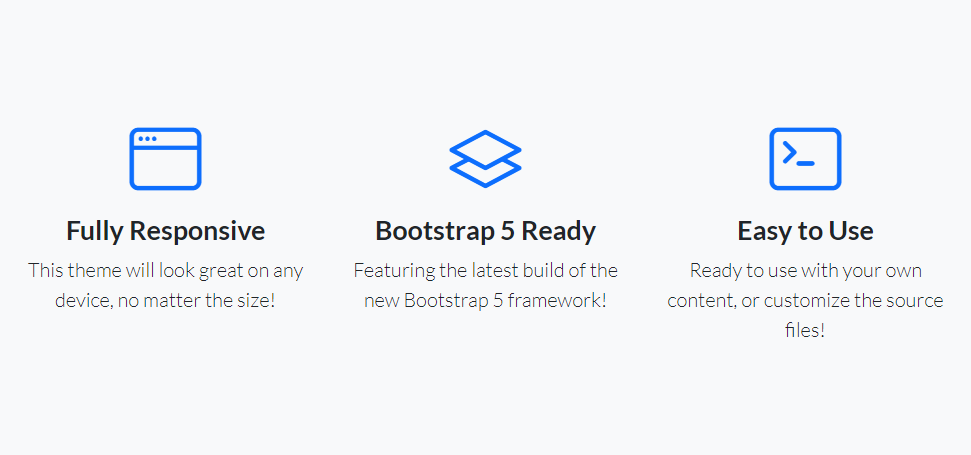 Fully Responsive
This theme will look great on any
device, no matter the size!
Bootstrap 5 Ready
Featuring the latest build of the
new Bootstrap 5 framework!
Easy to Use
Ready to use with your own
content, or customize the source
files!